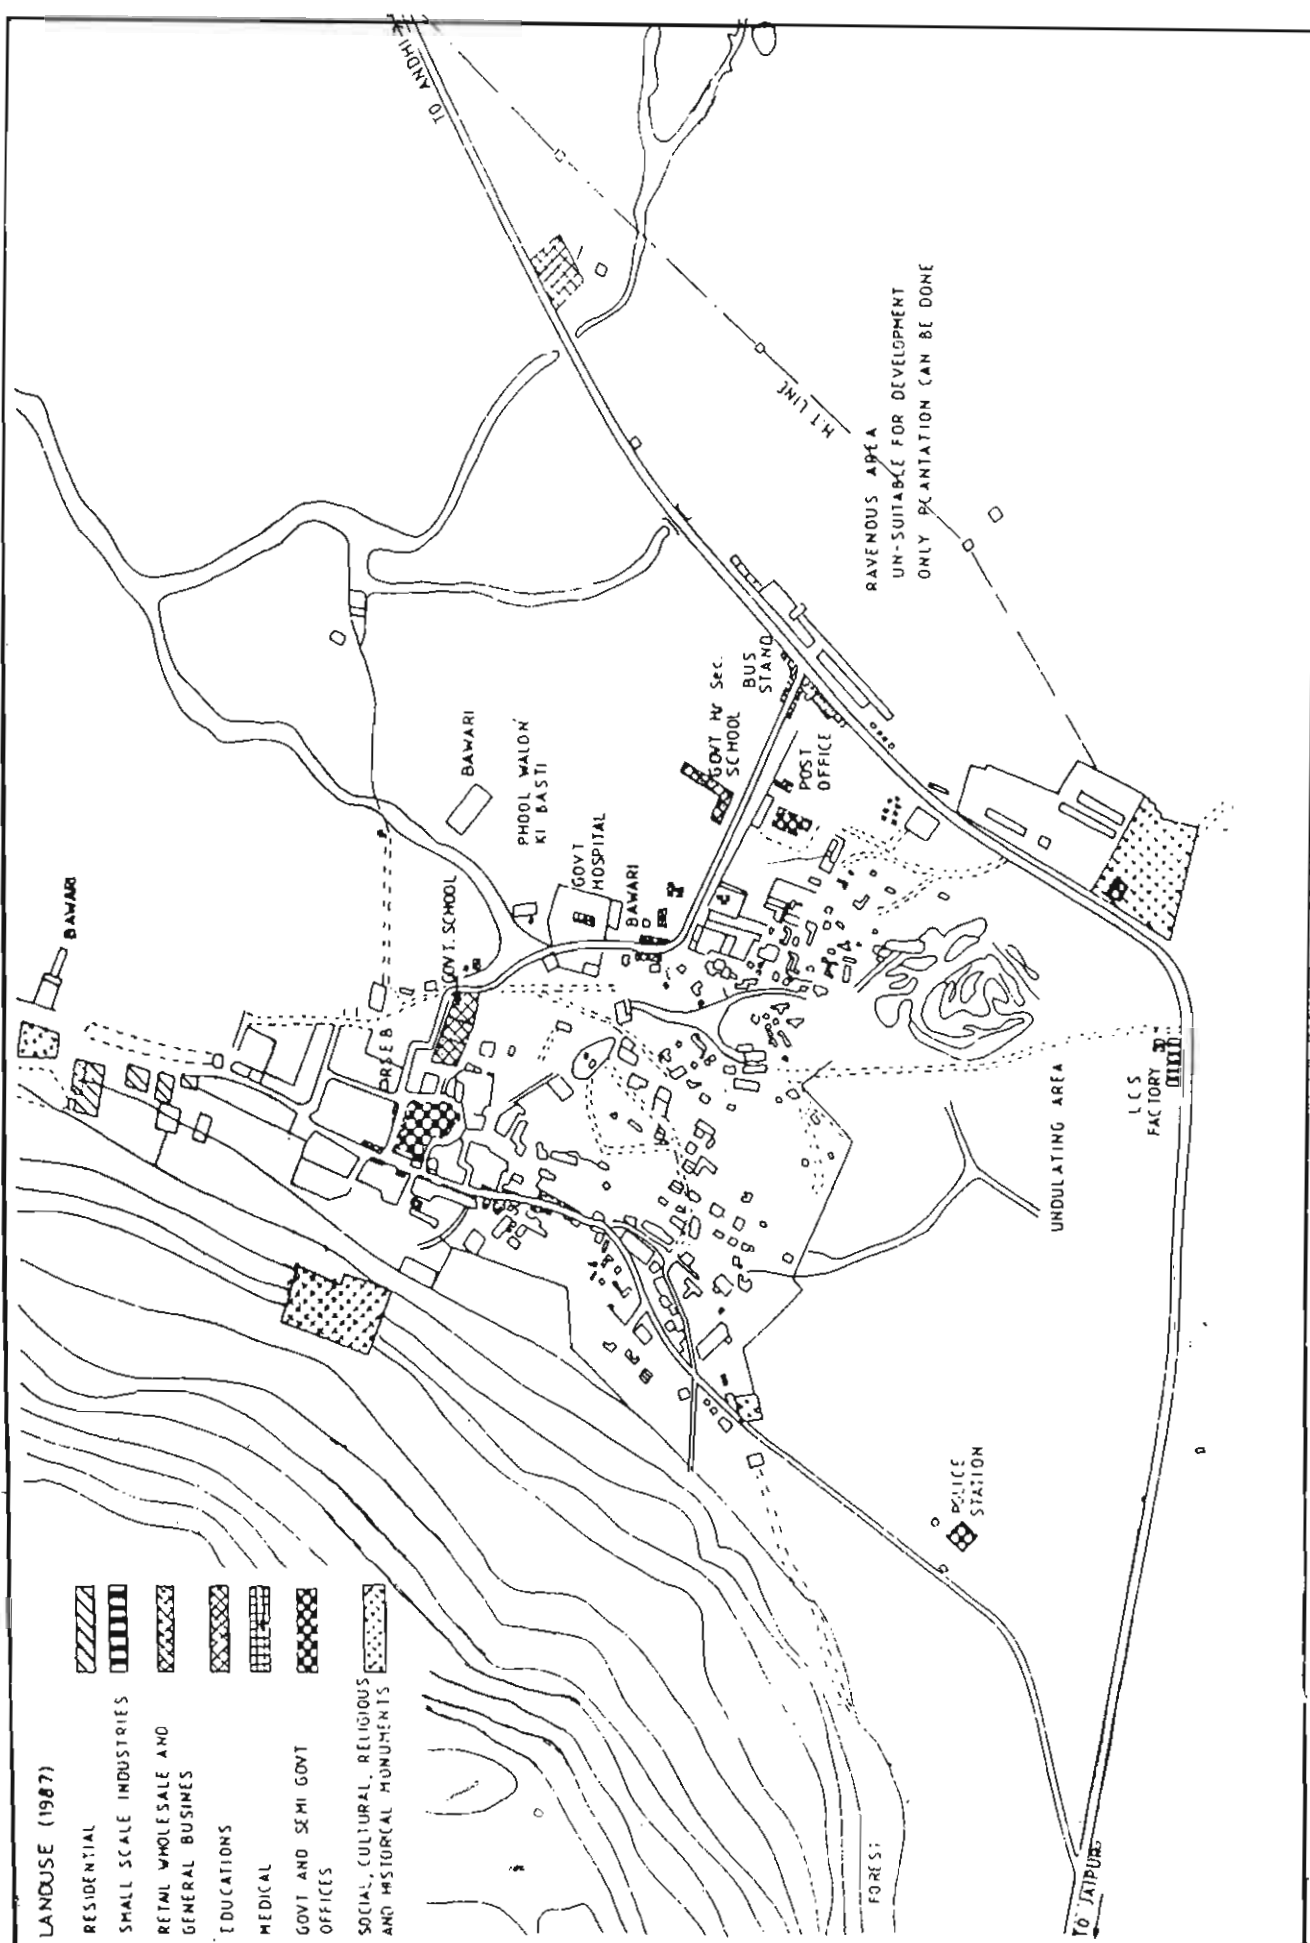 LANDUSE (1987)
RESIDENTIAL
SMALL SCALE INDUSTRIES
RETAIL WHOLESALE AND
GENERAL BUSINES
EDUCATIONS
MEDICAL
GOVT AND SEMI GOVT
OFFICES
SOCIAL, CULTURAL, RELIGIOUS
AND HISTORICAL MONUMENTS
FOREST
TO JAIPUR
POLICE
STATION
UNDULATING AREA
L C S
FACTORY
BAWARI
RSEB
GOVT. SCHOOL
GOVT
HOSPITAL
BAWARI
PHOOL WALON
KI BASTI
BAWARI
GOVT Hr Sec.
SCHOOL
BUS
STAND
POST
OFFICE
RAVENOUS AREA
UN-SUITABLE FOR DEVELOPMENT
ONLY PLANTATION CAN BE DONE
H.T LINE
TO ANDHI